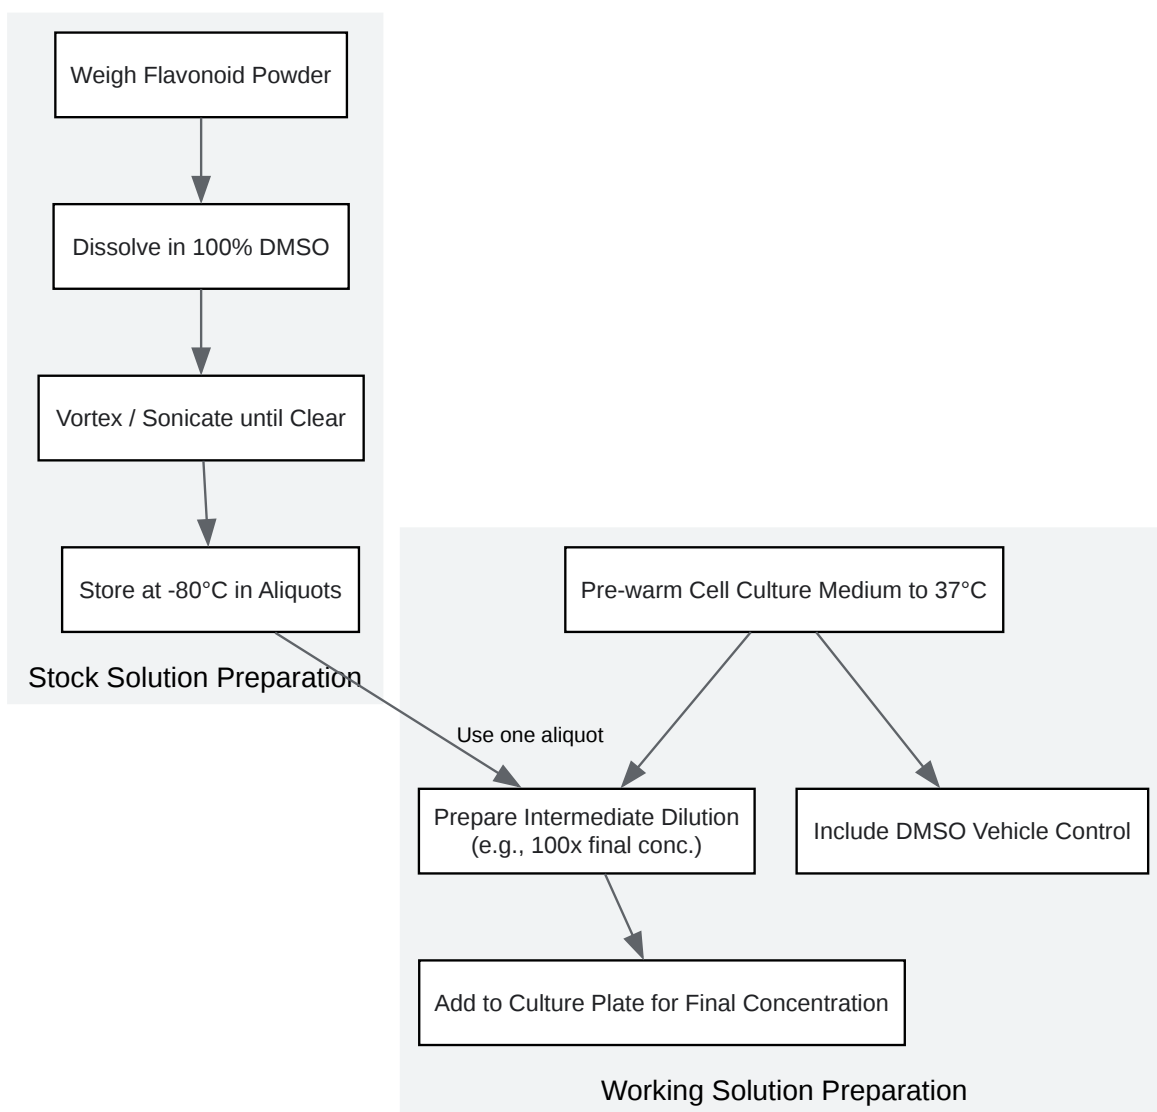 Weigh Flavonoid Powder
Dissolve in 100% DMSO
Vortex / Sonicate until Clear
Store at -80°C in Aliquots
Stock Solution Preparation
Pre-warm Cell Culture Medium to 37°C
Use one aliquot
Prepare Intermediate Dilution
(e.g., 100x final conc.)
Include DMSO Vehicle Control
Add to Culture Plate for Final Concentration
Working Solution Preparation